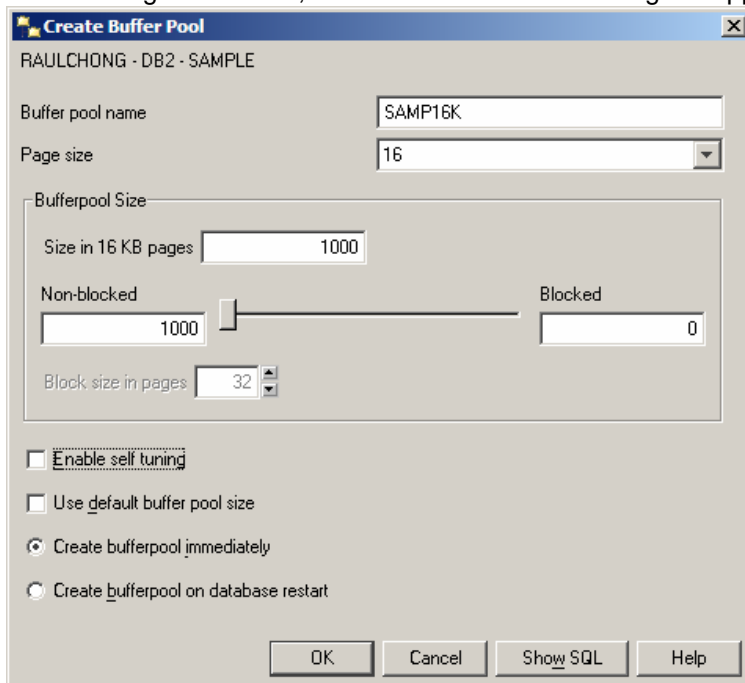 Create Buffer Pool
RAULCHONG - DB2 - SAMPLE
Buffer pool name SAMP16K
Page size 16
Bufferpool Size
Size in 16 KB pages 1000
Non-blocked Blocked
1000 0
Block size in pages 32
Enable self tuning
Use default buffer pool size
Create bufferpool immediately
Create bufferpool on database restart
OK Cancel Show SQL Help